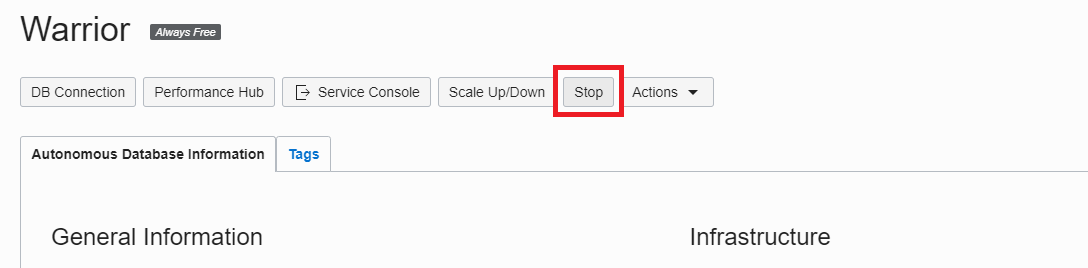 Warrior Always Free
DB Connection Performance Hub Service Console Scale Up/Down Stop Actions
Autonomous Database Information Tags
General Information Infrastructure